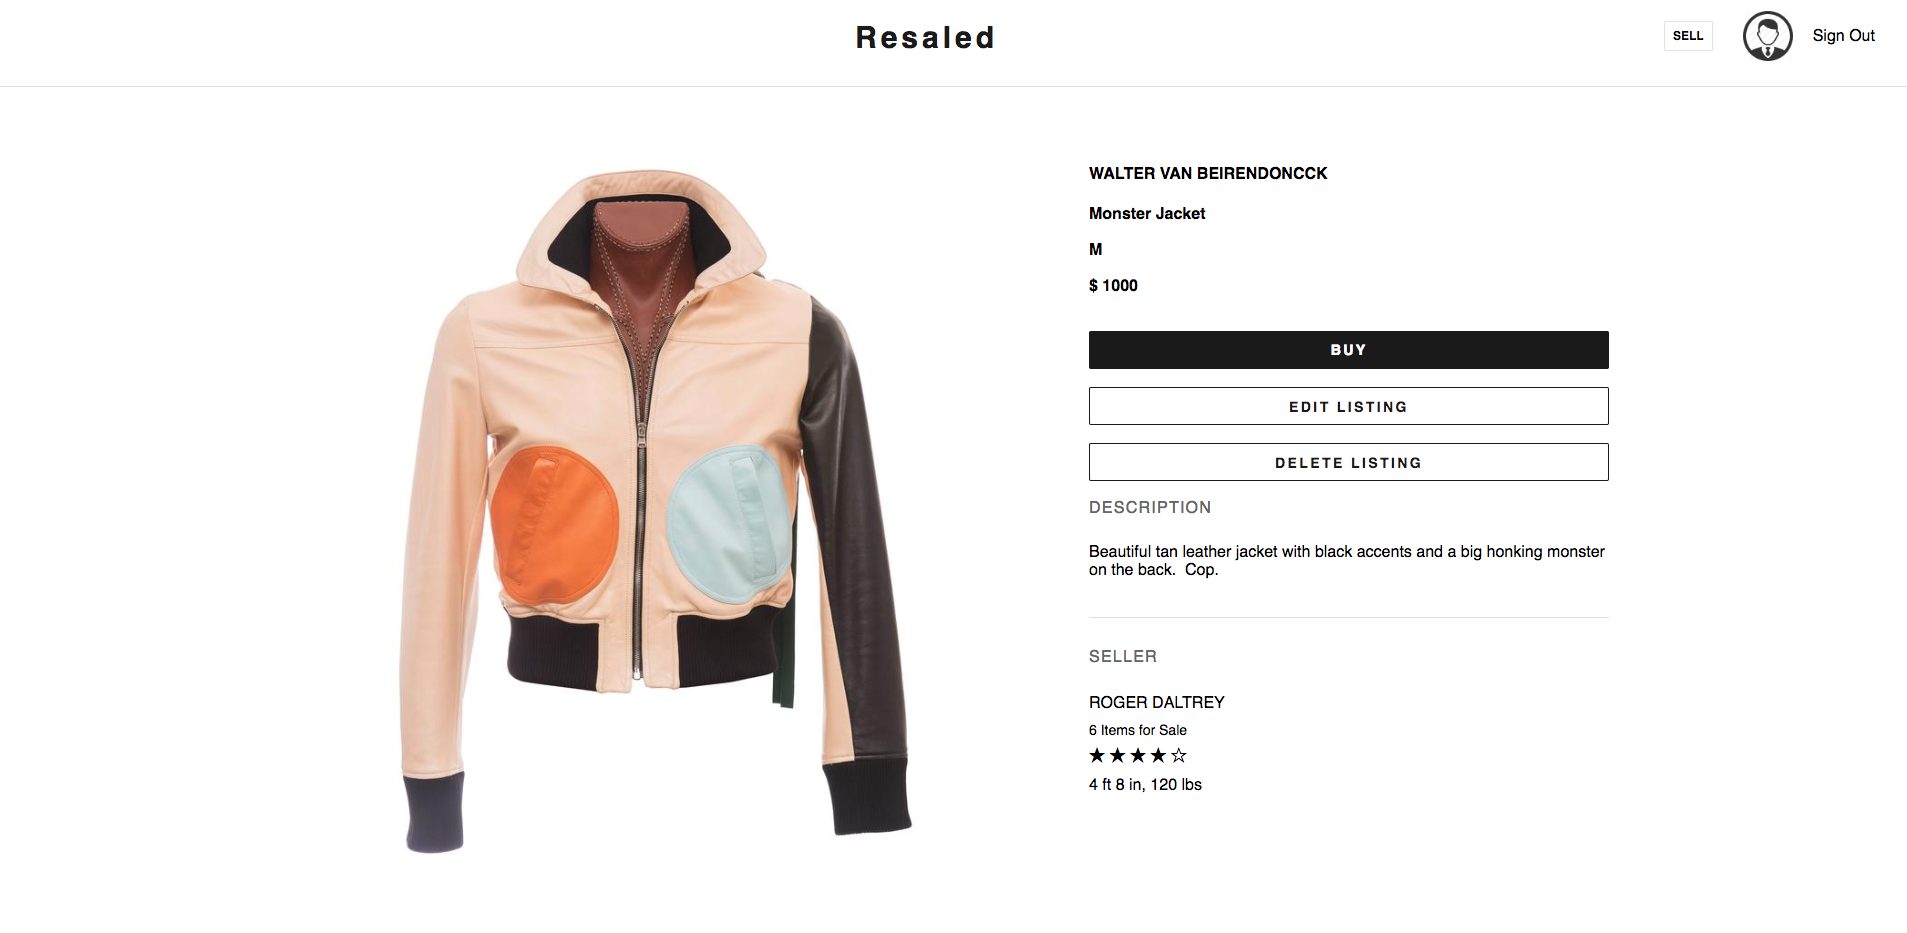 Resaled
SELL
Sign Out
WALTER VAN BEIRENDONCCK
Monster Jacket
M
$ 1000
BUY
EDIT LISTING
DELETE LISTING
DESCRIPTION
Beautiful tan leather jacket with black accents and a big honking monster
on the back.  Cop.
SELLER
ROGER DALTREY
6 Items for Sale
★★★★☆
4 ft 8 in, 120 lbs